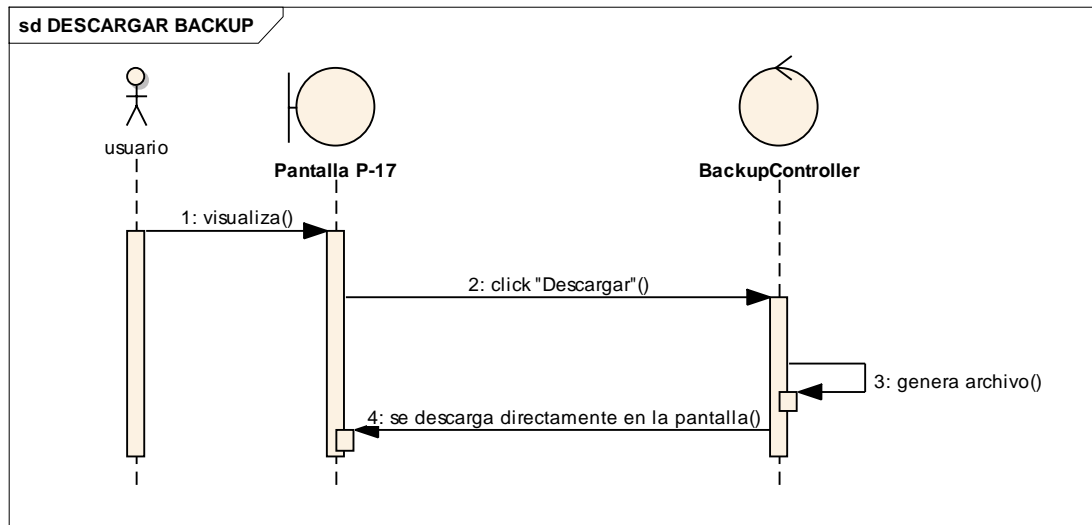 sd DESCARGAR BACKUP
usuario
Pantalla P-17
BackupController
1: visualiza()
2: click "Descargar"()
3: genera archivo()
4: se descarga directamente en la pantalla()